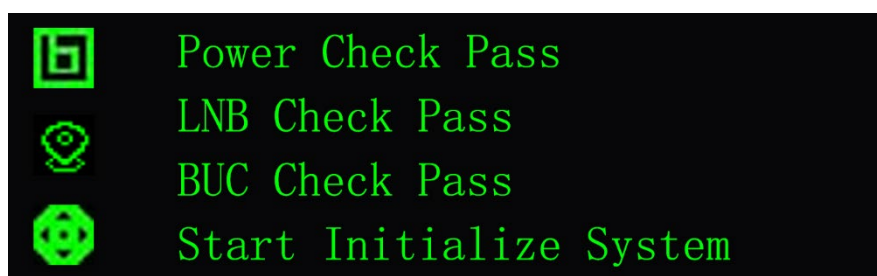 Power Check Pass
LNB Check Pass
BUC Check Pass
Start Initialize System